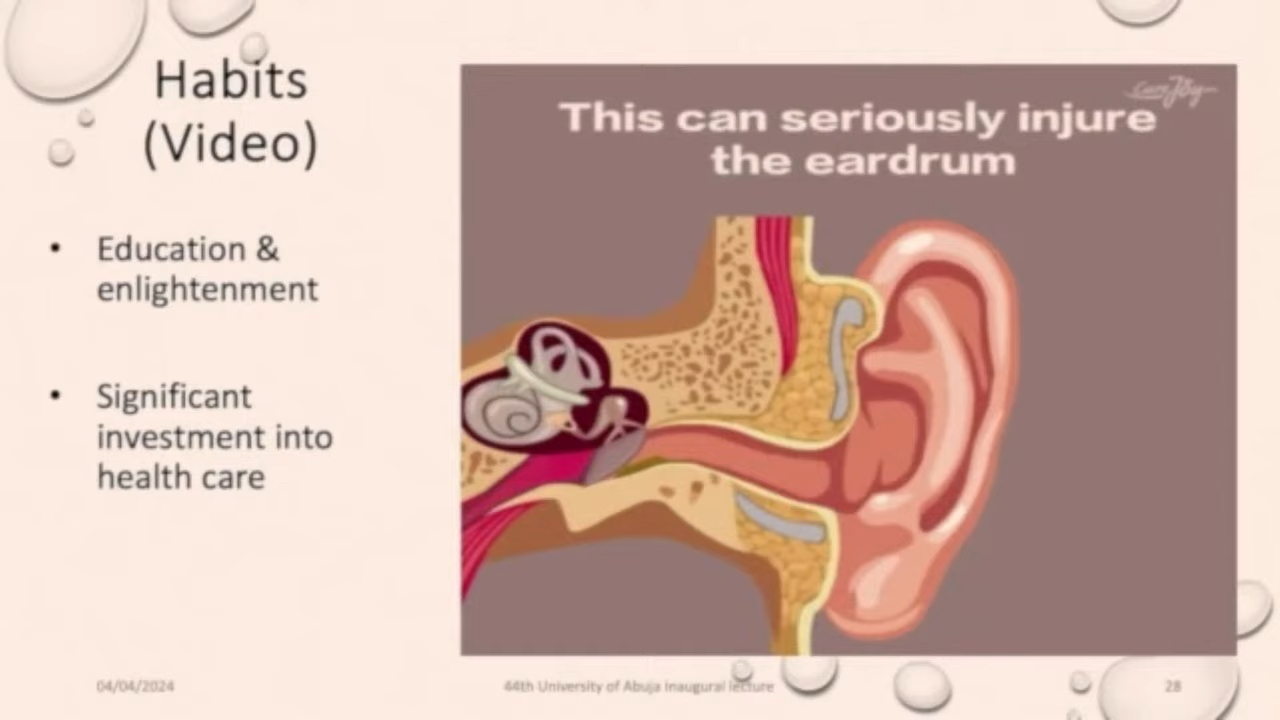 Habits
(Video)
• Education &
enlightenment
• Significant
investment into
health care
This can seriously injure
the eardrum
04/04/2024
44th University of Abuja Inaugural lecture
28